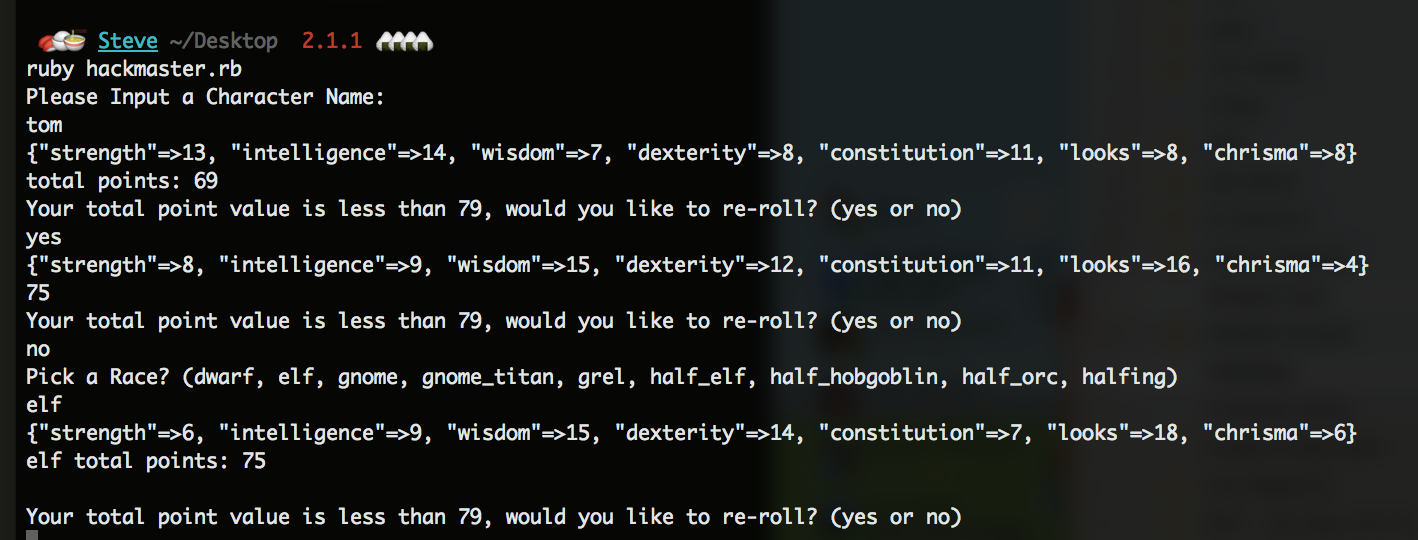 Steve ~/Desktop 2.1.1
ruby hackmaster.rb
Please Input a Character Name:
tom
{"strength"=>13, "intelligence"=>14, "wisdom"=>7, "dexterity"=>8, "constitution"=>11, "looks"=>8, "chrisma"=>8}
total points: 69
Your total point value is less than 79, would you like to re-roll? (yes or no)
yes
{"strength"=>8, "intelligence"=>9, "wisdom"=>15, "dexterity"=>12, "constitution"=>11, "looks"=>16, "chrisma"=>4}
75
Your total point value is less than 79, would you like to re-roll? (yes or no)
no
Pick a Race? (dwarf, elf, gnome, gnome_titan, grel, half_elf, half_hobgoblin, half_orc, halfing)
elf
{"strength"=>6, "intelligence"=>9, "wisdom"=>15, "dexterity"=>14, "constitution"=>7, "looks"=>18, "chrisma"=>6}
elf total points: 75
Your total point value is less than 79, would you like to re-roll? (yes or no)